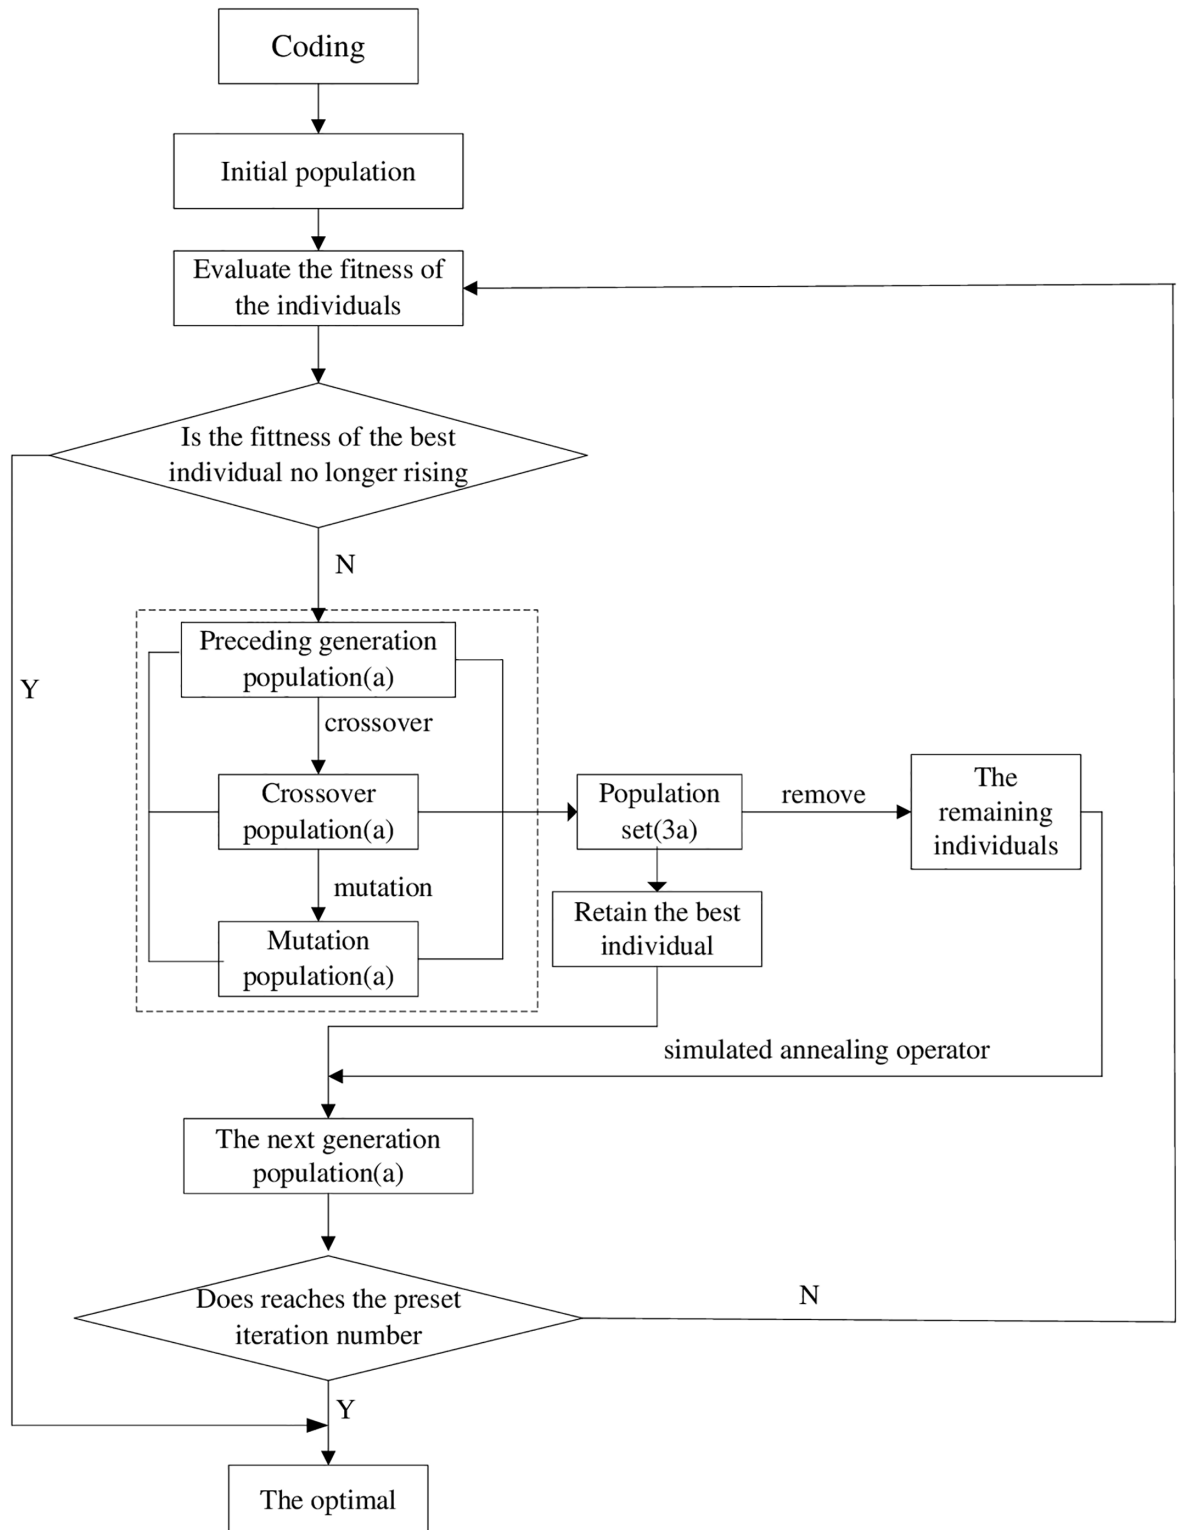 Coding
Initial population
Evaluate the fitness of
the individuals
Is the fittness of the best
individual no longer rising
N
Y
Preceding generation
population(a)
crossover
Crossover
population(a)
mutation
Mutation
population(a)
Population
set(3a)
remove
The
remaining
individuals
Retain the best
individual
simulated annealing operator
The next generation
population(a)
Does reaches the preset
iteration number
N
Y
The optimal